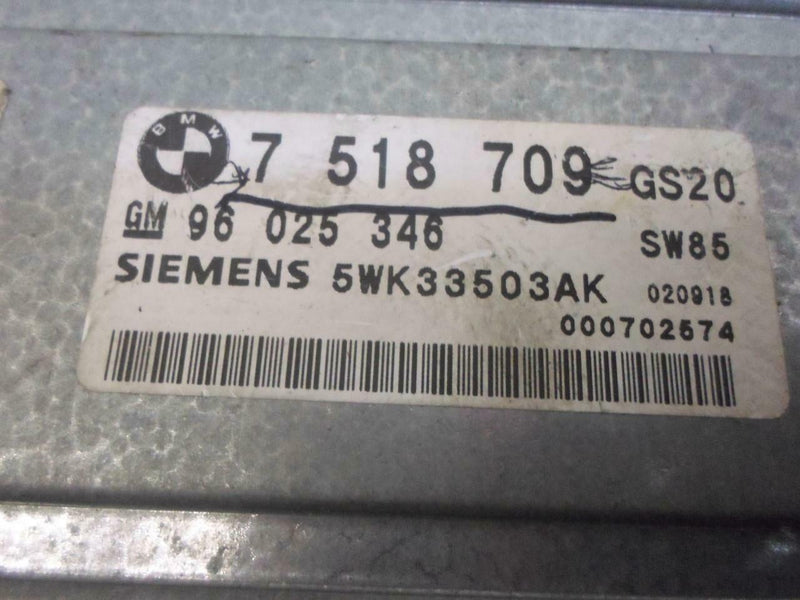 BMW 7 518 709 GS20
GM 96 025 346 SW85
SIEMENS 5WK33503AK 020918
000702574